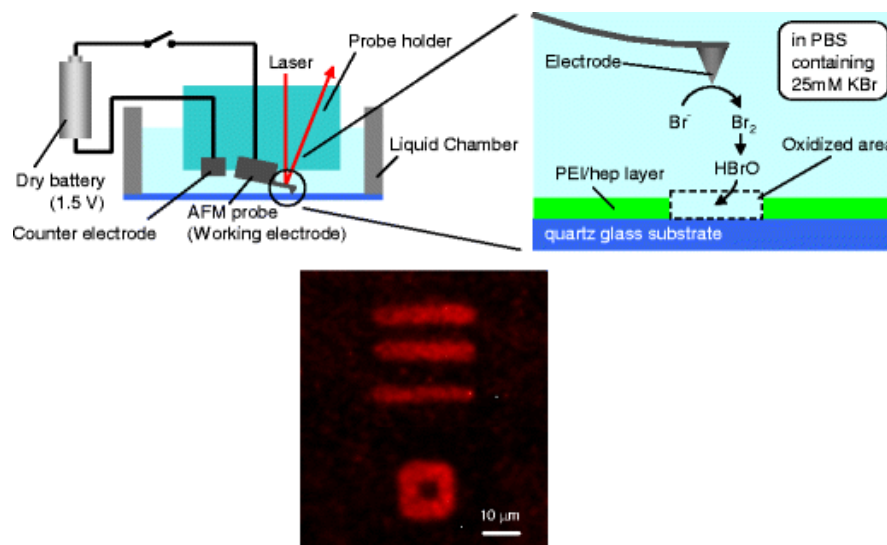 Laser
Probe holder
Liquid Chamber
Dry battery
(1.5 V)
Counter electrode
AFM probe
(Working electrode)
Electrode
in PBS
containing
25mM KBr
Br-
Br2
HBrO
Oxidized area
PEI/hep layer
quartz glass substrate
10 μm